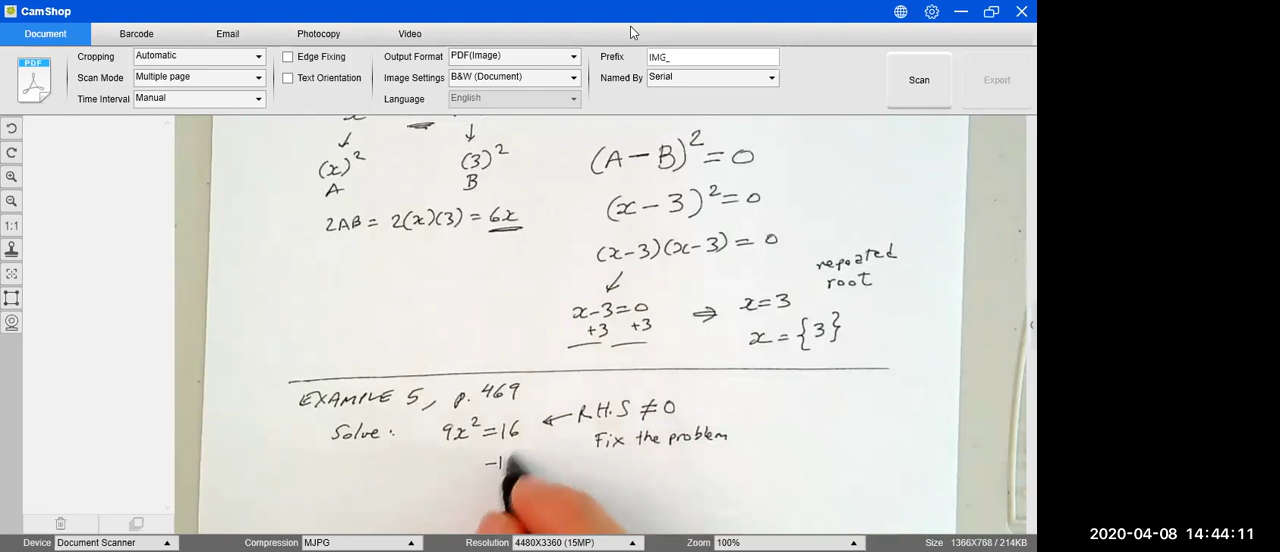 CamShop
Document Barcode Email Photocopy Video
Cropping Automatic Edge Fixing Output Format PDF(Image) Prefix IMG_
Scan Mode Multiple page Text Orientation Image Settings B&W (Document) Named By Serial Scan Export
Time Interval Manual Language English
PDF
1:1
x
(x)² (3)² (A − B)² = 0
A B
(x − 3)² = 0
2AB = 2(x)(3) = 6x
(x − 3)(x − 3) = 0
repeated
root
x − 3 = 0 ⇒ x = 3
+3 +3
x = {3}
EXAMPLE 5, p. 469
Solve: 9x² = 16 ← R.H.S ≠ 0
Fix the problem
−1
2020-04-08 14:44:11
Device Document Scanner Compression MJPG Resolution 4480X3360 (15MP) Zoom 100% Size 1366X768 / 214KB